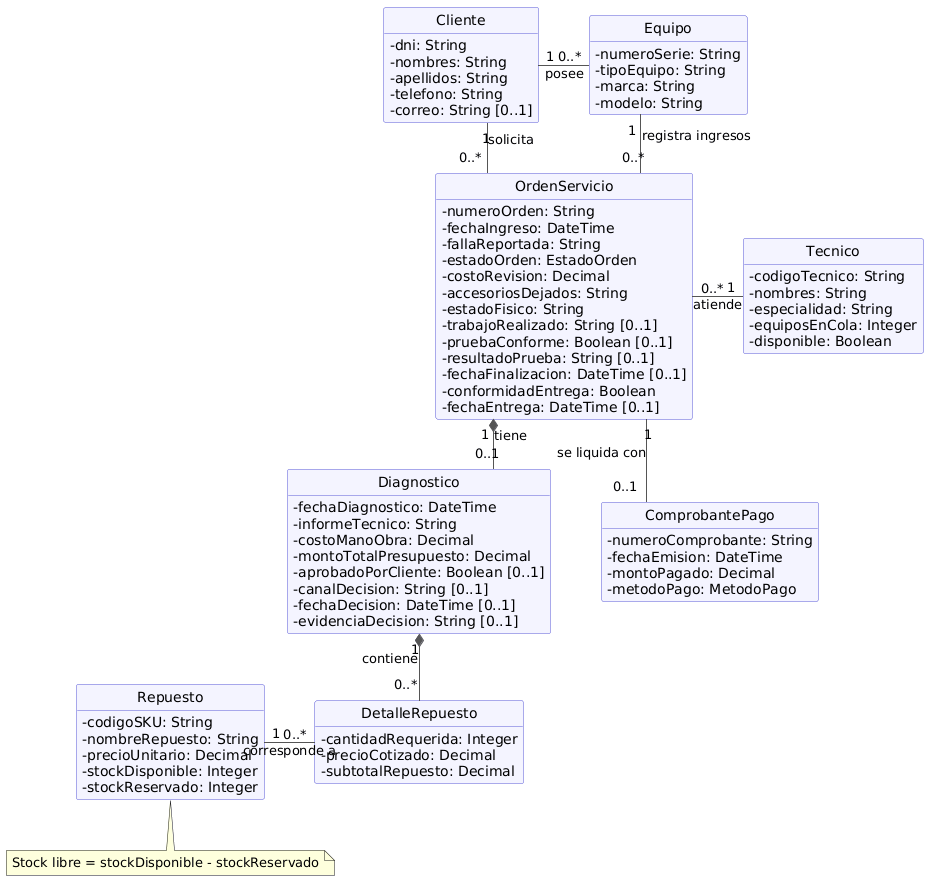 Cliente
-dni: String
-nombres: String
-apellidos: String
-telefono: String
-correo: String [0..1]
1 0..*
posee
Equipo
-numeroSerie: String
-tipoEquipo: String
-marca: String
-modelo: String
1
solicita
0..*
1
registra ingresos
0..*
OrdenServicio
-numeroOrden: String
-fechaIngreso: DateTime
-fallaReportada: String
-estadoOrden: EstadoOrden
-costoRevision: Decimal
-accesoriosDejados: String
-estadoFisico: String
-trabajoRealizado: String [0..1]
-pruebaConforme: Boolean [0..1]
-resultadoPrueba: String [0..1]
-fechaFinalizacion: DateTime [0..1]
-conformidadEntrega: Boolean
-fechaEntrega: DateTime [0..1]
0..* 1
atiende
Tecnico
-codigoTecnico: String
-nombres: String
-especialidad: String
-equiposEnCola: Integer
-disponible: Boolean
1
tiene
0..1
1
se liquida con
0..1
Diagnostico
-fechaDiagnostico: DateTime
-informeTecnico: String
-costoManoObra: Decimal
-montoTotalPresupuesto: Decimal
-aprobadoPorCliente: Boolean [0..1]
-canalDecision: String [0..1]
-fechaDecision: DateTime [0..1]
-evidenciaDecision: String [0..1]
ComprobantePago
-numeroComprobante: String
-fechaEmision: DateTime
-montoPagado: Decimal
-metodoPago: MetodoPago
1
contiene
0..*
Repuesto
-codigoSKU: String
-nombreRepuesto: String
-precioUnitario: Decimal
-stockDisponible: Integer
-stockReservado: Integer
1 0..*
corresponde a
DetalleRepuesto
-cantidadRequerida: Integer
-precioCotizado: Decimal
-subtotalRepuesto: Decimal
Stock libre = stockDisponible - stockReservado